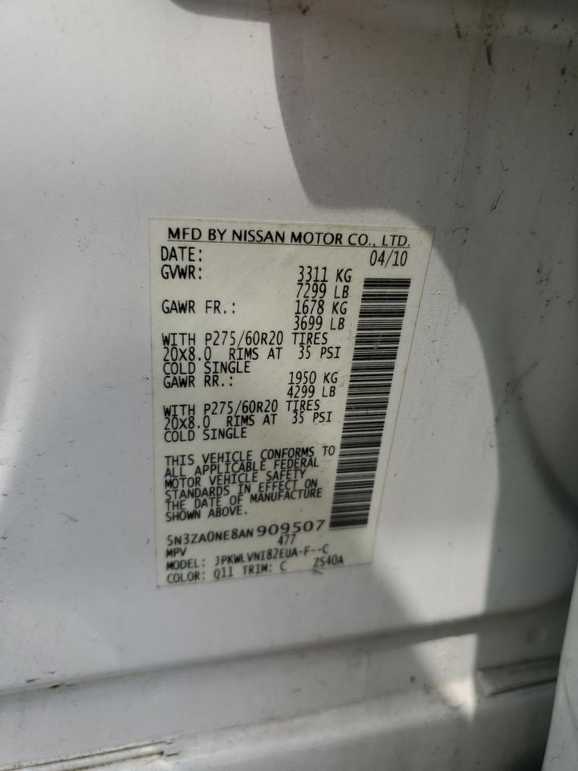 MFD BY NISSAN MOTOR CO., LTD.
DATE: 04/10
GVWR: 3311 KG
7299 LB
GAWR FR.: 1678 KG
3699 LB
WITH P275/60R20 TIRES
20X8.0 RIMS AT 35 PSI
COLD SINGLE
GAWR RR.: 1950 KG
4299 LB
WITH P275/60R20 TIRES
20X8.0 RIMS AT 35 PSI
COLD SINGLE
THIS VEHICLE CONFORMS TO
ALL APPLICABLE FEDERAL
MOTOR VEHICLE SAFETY
STANDARDS IN EFFECT ON
THE DATE OF MANUFACTURE
SHOWN ABOVE.
5N3ZA0NE8AN909507
MPV 477
MODEL: JPKWLVN182EUA-F--C
COLOR: Q11 TRIM: C ZS40A